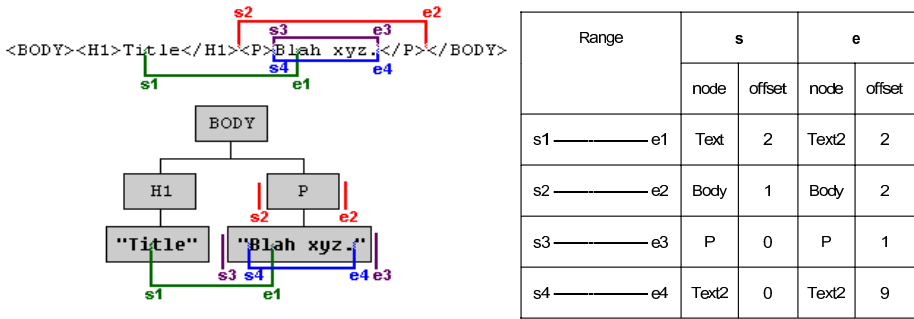 s2 e2
s3 e3
<BODY><H1>Title</H1><P>Blah xyz.</P></BODY>
s4 e4
s1 e1
BODY
H1 P
s2 e2
"Title" "Blah xyz."
s3 s4 e4 e3
s1 e1
Range s e
node offset node offset
s1 e1 Text 2 Text2 2
s2 e2 Body 1 Body 2
s3 e3 P 0 P 1
s4 e4 Text2 0 Text2 9